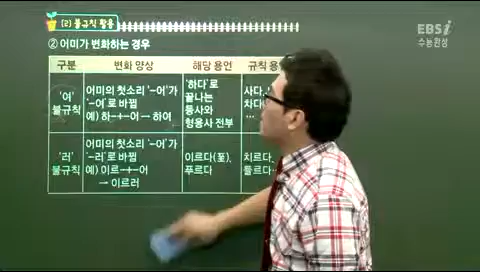 [2] 불규칙 활용
EBSi
수능완성
② 어미가 변화하는 경우
구분
변화 양상
해당 용언
규칙
'여'
불규칙
어미의 첫소리 '-어'가
'-여'로 바뀜
예) 하-+-어 → 하여
'하다'로
끝나는
동사와
형용사 전부
사다,
차다
...
'러'
불규칙
어미의 첫소리 '-어'가
'-러'로 바뀜
예) 이르-+-어
→ 이르러
이르다(至),
푸르다
치르다,
들르다